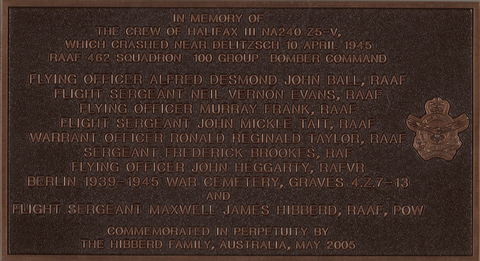 IN MEMORY OF
THE CREW OF HALIFAX III NA240 Z5-V,
WHICH CRASHED NEAR DELITZSCH 10 APRIL 1945
RAAF 462 SQUADRON 100 GROUP BOMBER COMMAND
FLYING OFFICER ALFRED DESMOND JOHN BALL, RAAF
FLIGHT SERGEANT NEIL VERNON EVANS, RAAF
FLYING OFFICER MURRAY FRANK, RAAF
FLIGHT SERGEANT JOHN MICKLE TAIT, RAAF
WARRANT OFFICER RONALD REGINALD TAYLOR, RAAF
SERGEANT FREDERICK BROOKES, RAF
FLYING OFFICER JOHN HEGGARTY, RAFVR
BERLIN 1939-1945 WAR CEMETERY, GRAVES 4.Z.7-13
AND
FLIGHT SERGEANT MAXWELL JAMES HIBBERD, RAAF, POW
COMMEMORATED IN PERPETUITY BY
THE HIBBERD FAMILY, AUSTRALIA, MAY 2005